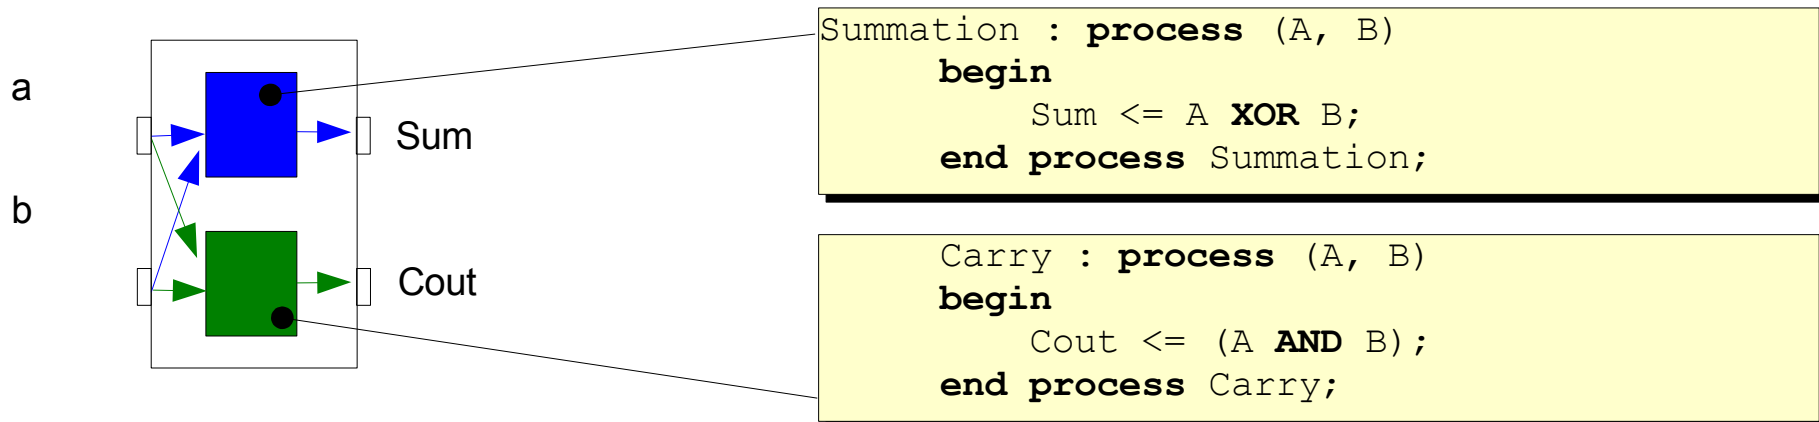 a
b
Sum
Cout
Summation : process (A, B)
begin
Sum <= A XOR B;
end process Summation;
Carry : process (A, B)
begin
Cout <= (A AND B);
end process Carry;